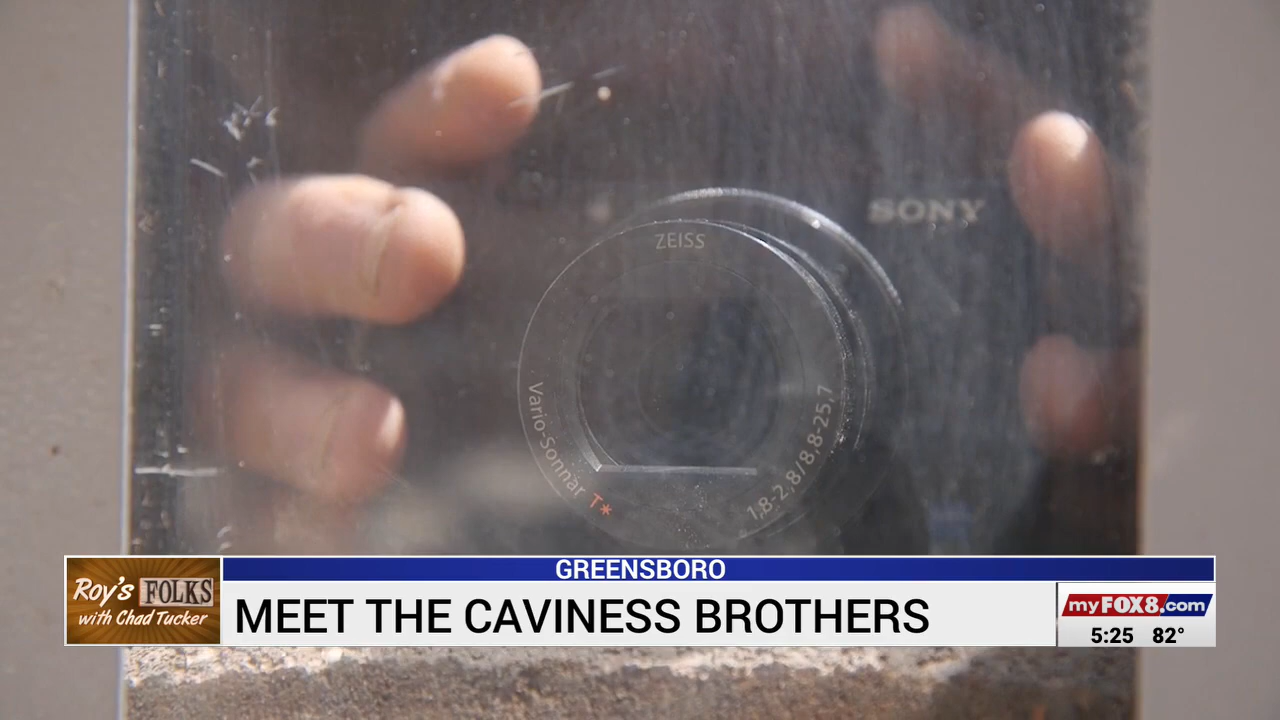 SONY
ZEISS
Vario-Sonnar T*
1,8-2,8/8,8-25,7
GREENSBORO
Roy's FOLKS
with Chad Tucker
MEET THE CAVINESS BROTHERS
myFOX8.com
5:25 82°